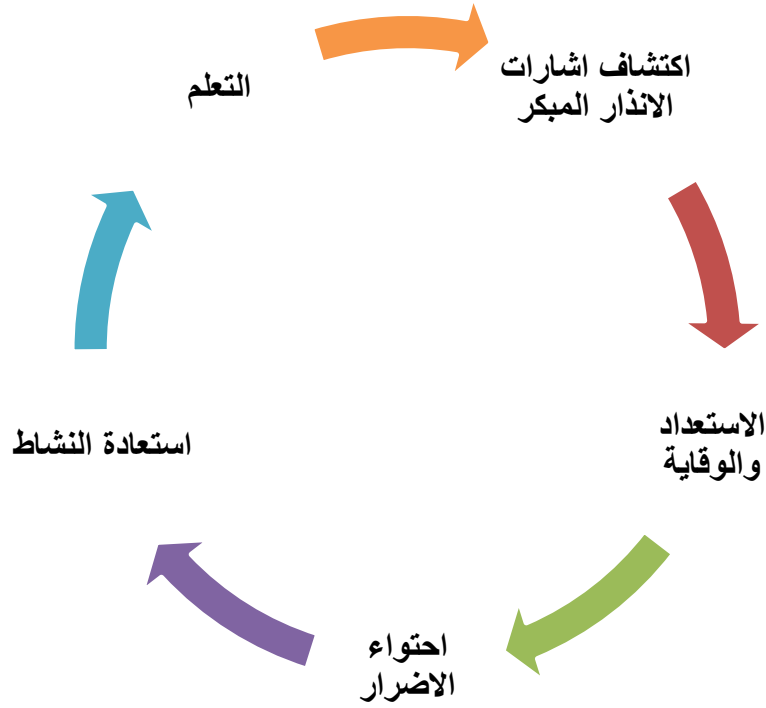 اكتشاف اشارات
الانذار المبكر
الاستعداد
والوقاية
احتواء
الاضرار
استعادة النشاط
التعلم